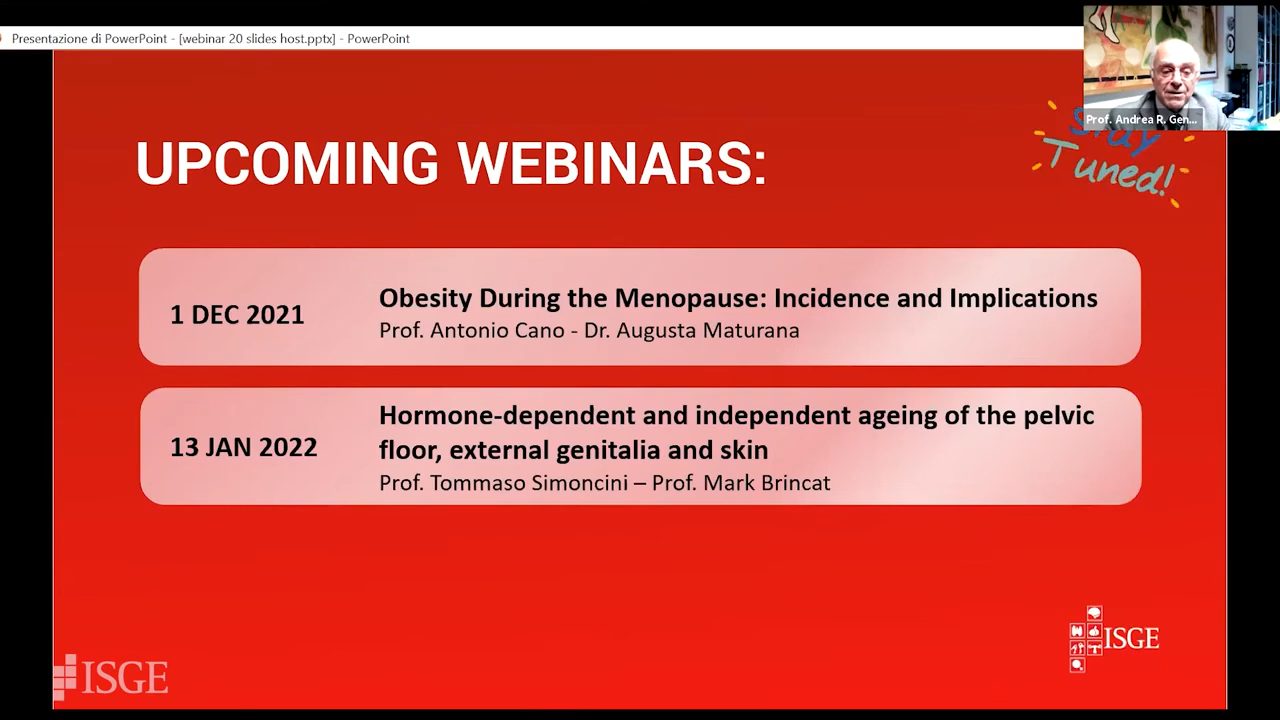 Presentazione di PowerPoint - [webinar 20 slides host.pptx] - PowerPoint
Prof. Andrea R. Gen...
Stay
Tuned!
UPCOMING WEBINARS:
1 DEC 2021
Obesity During the Menopause: Incidence and Implications
Prof. Antonio Cano - Dr. Augusta Maturana
13 JAN 2022
Hormone-dependent and independent ageing of the pelvic
floor, external genitalia and skin
Prof. Tommaso Simoncini – Prof. Mark Brincat
ISGE
ISGE